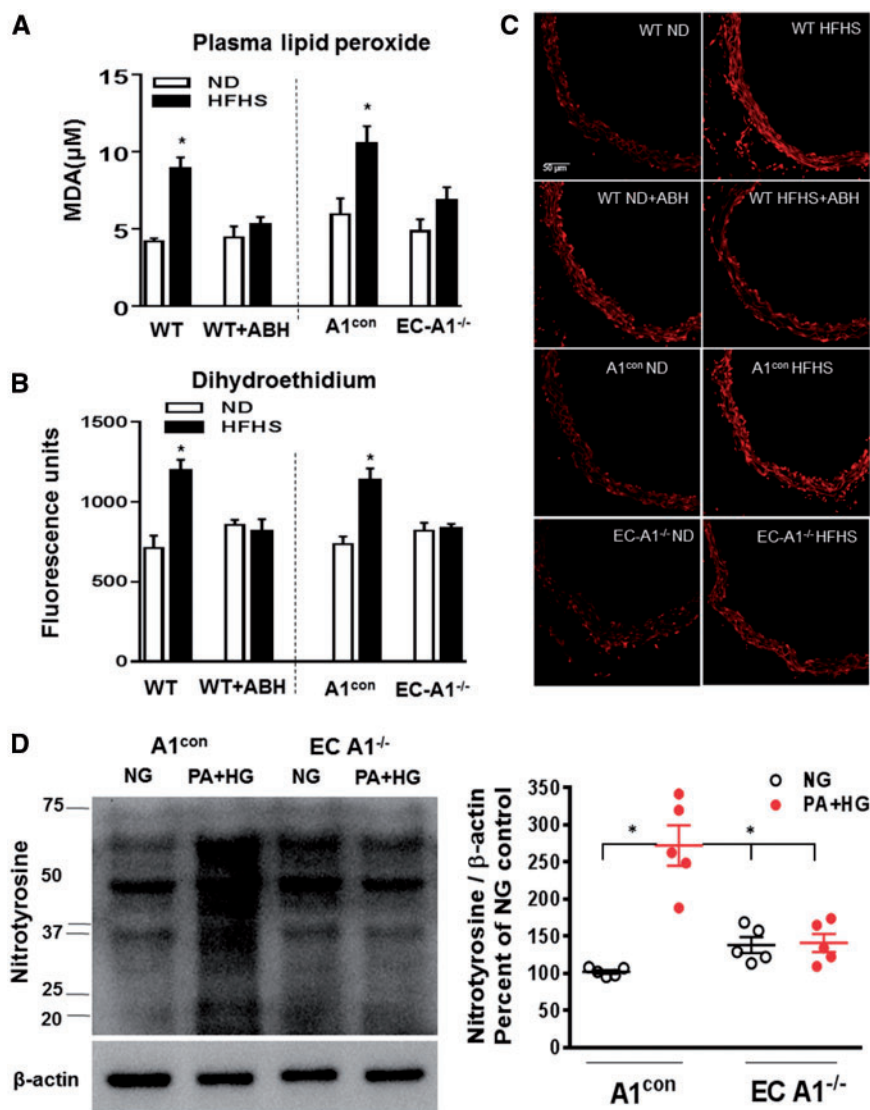 A
Plasma lipid peroxide
ND
HFHS
MDA(μM)
15
10
5
0
*
*
WT
WT+ABH
A1con
EC-A1-/-
B
Dihydroethidium
ND
HFHS
Fluorescence units
1500
1000
500
0
*
*
WT
WT+ABH
A1con
EC-A1-/-
C
WT ND
WT HFHS
50 μm
WT ND+ABH
WT HFHS+ABH
A1con ND
A1con HFHS
EC-A1-/- ND
EC-A1-/- HFHS
D
A1con
EC A1-/-
NG
PA+HG
NG
PA+HG
Nitrotyrosine
75
50
37
25
20
β-actin
Nitrotyrosine / β-actin
Percent of NG control
350
300
250
200
150
100
50
0
NG
PA+HG
*
*
A1con
EC A1-/-